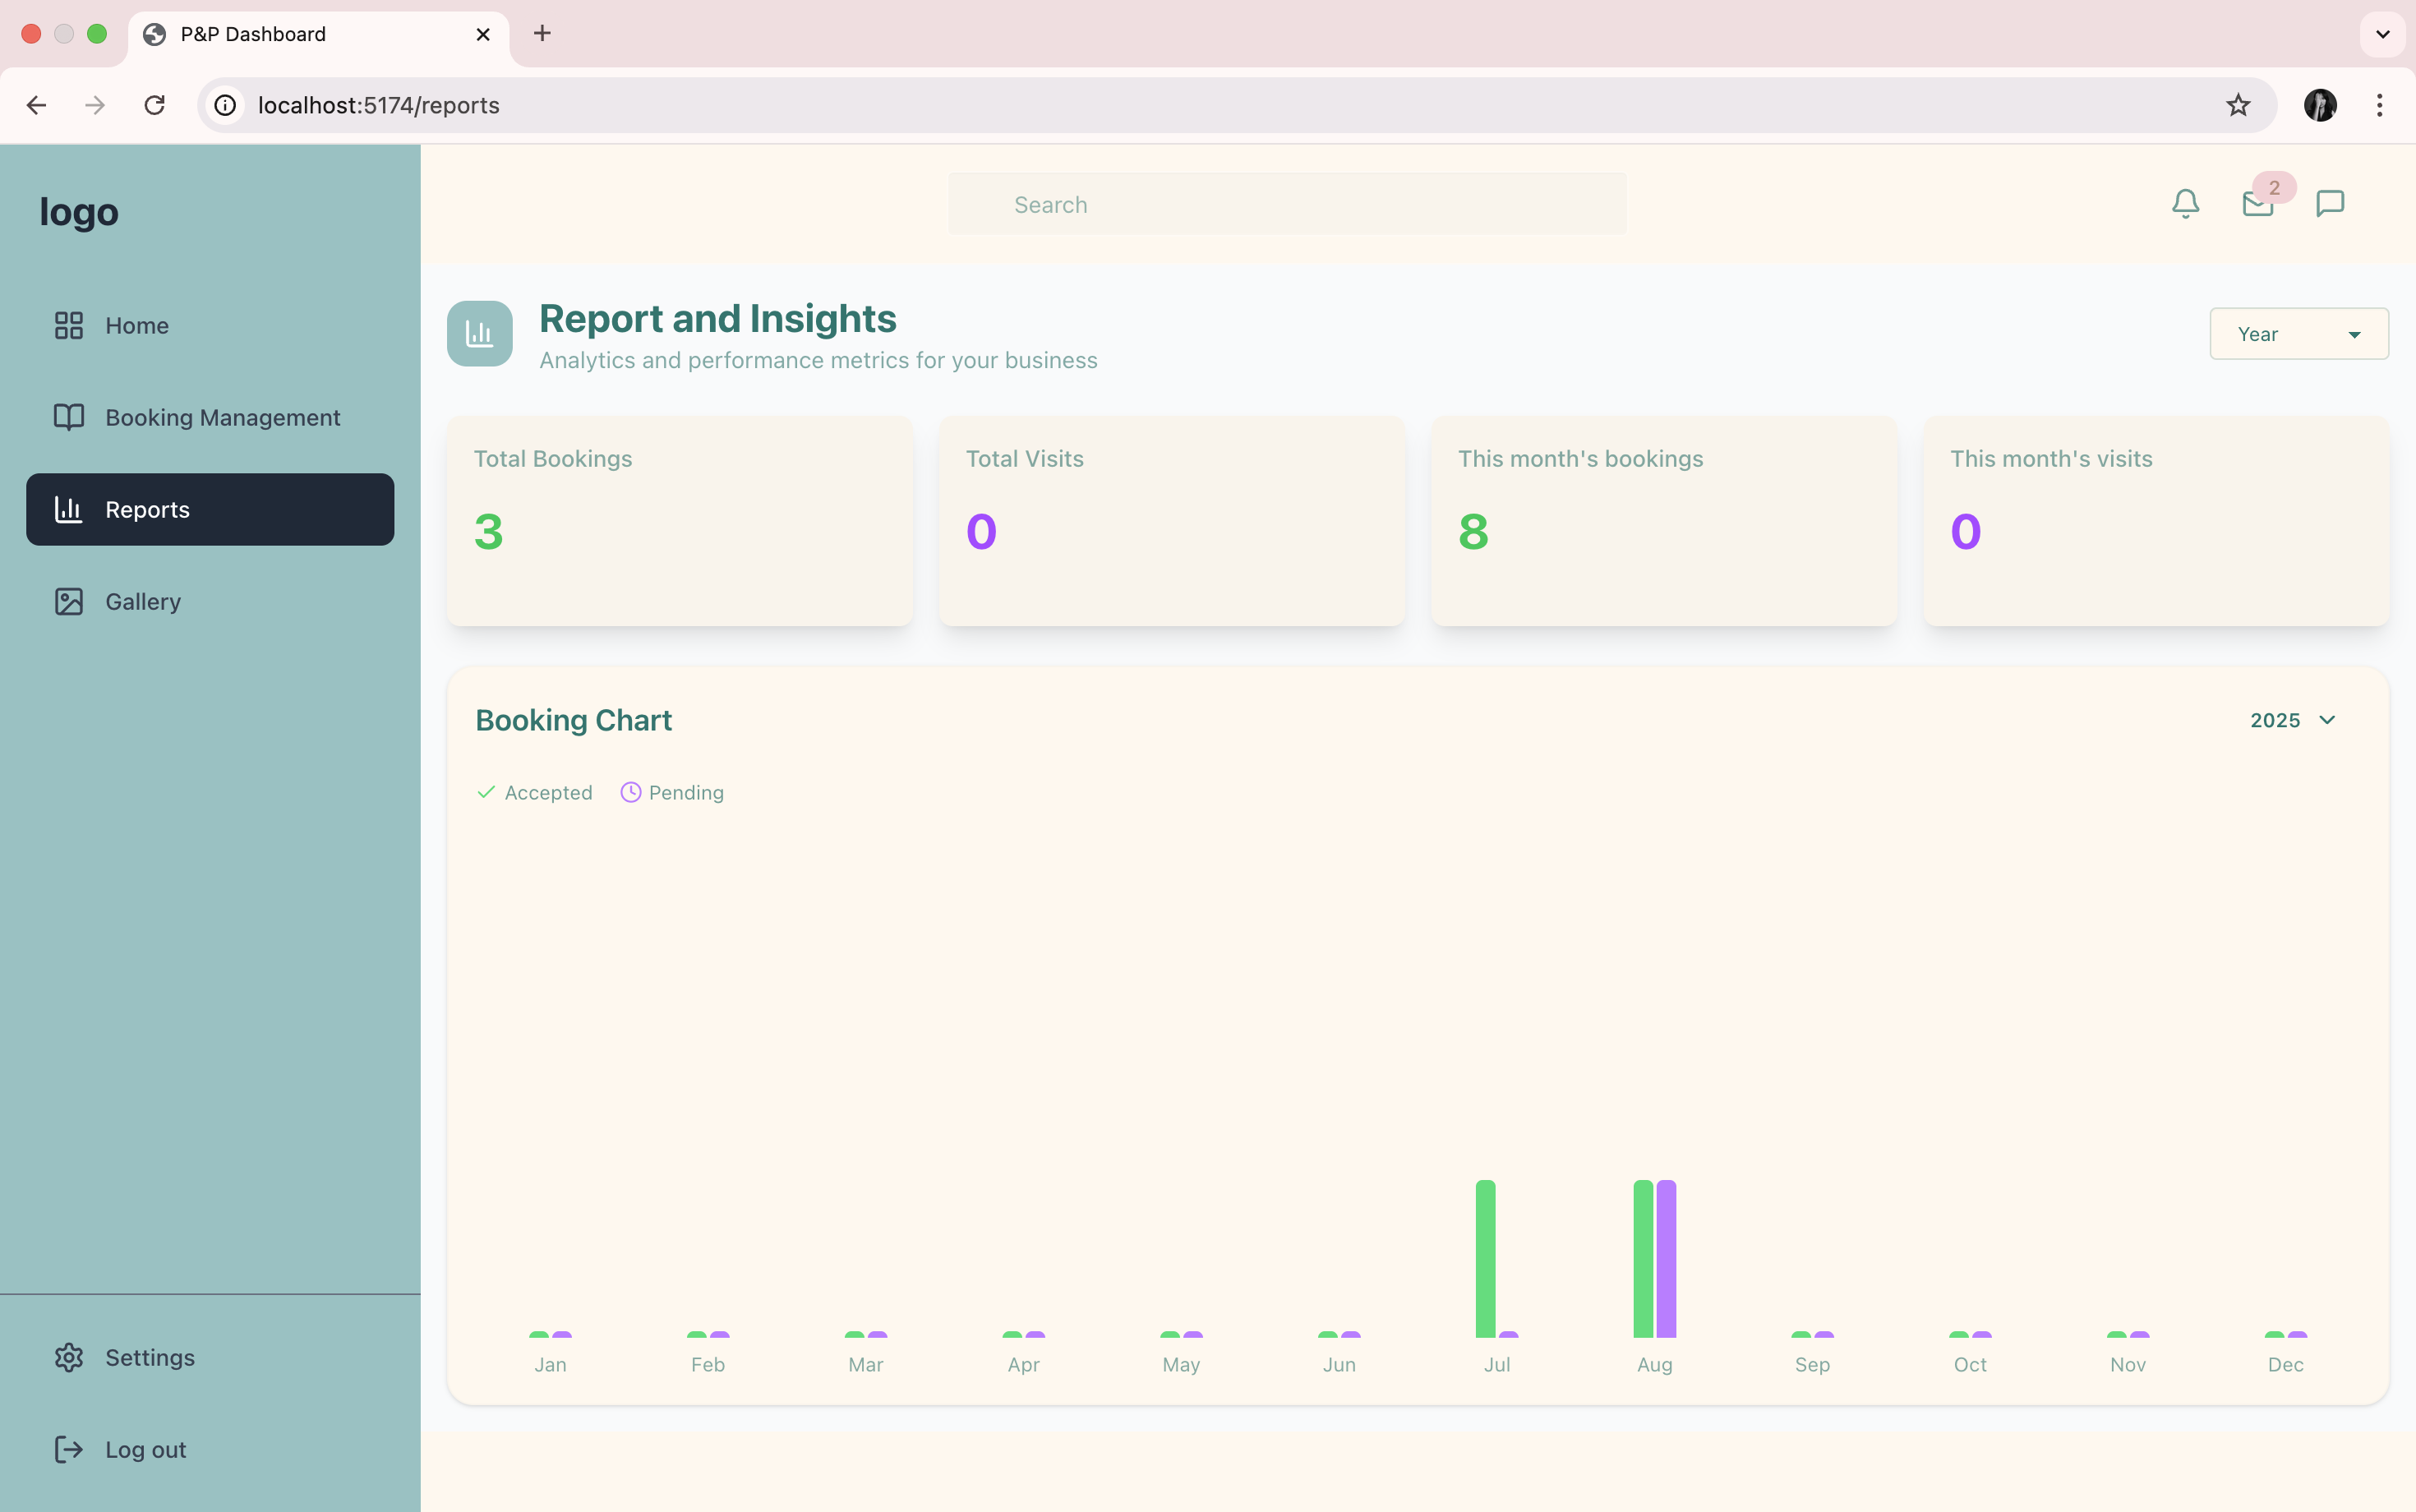 P&P Dashboard
localhost:5174/reports
logo
Home
Booking Management
Reports
Gallery
Settings
Log out
Search
2
Report and Insights
Analytics and performance metrics for your business
Year
Total Bookings
3
Total Visits
0
This month's bookings
8
This month's visits
0
Booking Chart
2025
Accepted Pending
Jan Feb Mar Apr May Jun Jul Aug Sep Oct Nov Dec